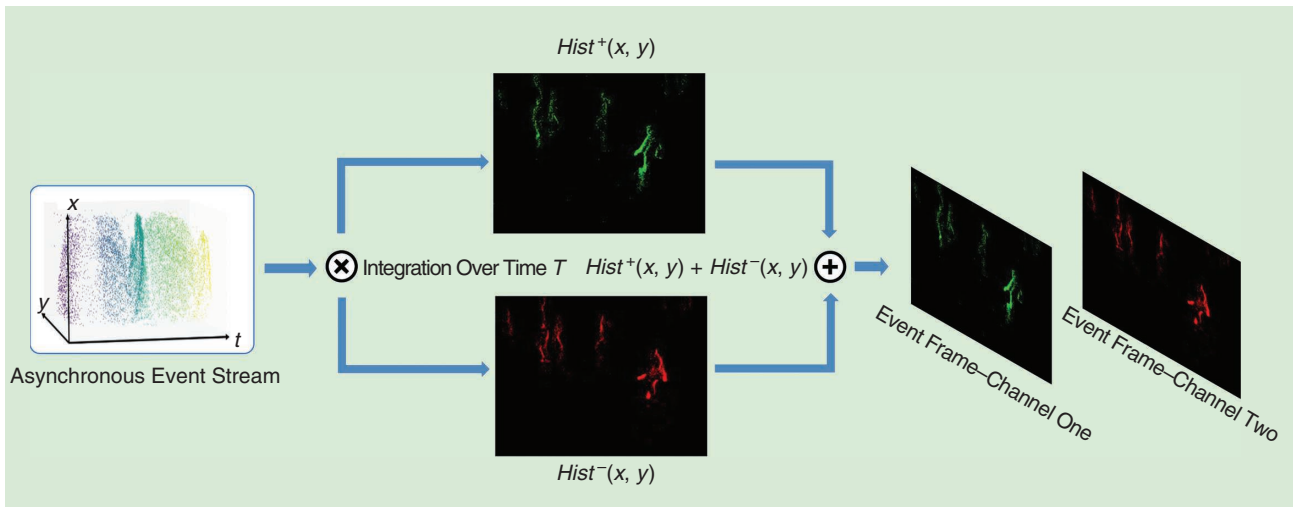 Hist⁺(x, y)
x
y
t
Asynchronous Event Stream
Integration Over Time T
Hist⁺(x, y) + Hist⁻(x, y)
Hist⁻(x, y)
Event Frame–Channel One
Event Frame–Channel Two